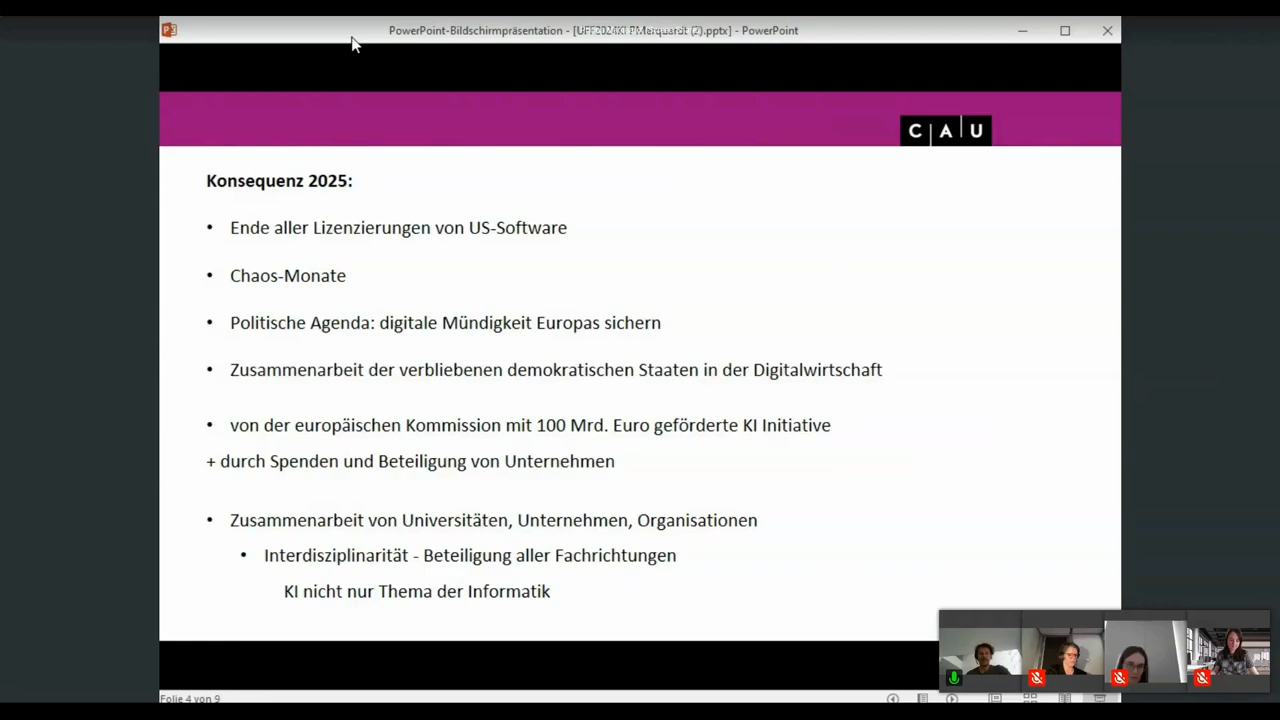 PowerPoint-Bildschirmpräsentation - [UFF2024KI PMarquardt (2).pptx] - PowerPoint
C A U
Konsequenz 2025:
• Ende aller Lizenzierungen von US-Software
• Chaos-Monate
• Politische Agenda: digitale Mündigkeit Europas sichern
• Zusammenarbeit der verbliebenen demokratischen Staaten in der Digitalwirtschaft
• von der europäischen Kommission mit 100 Mrd. Euro geförderte KI Initiative
+ durch Spenden und Beteiligung von Unternehmen
• Zusammenarbeit von Universitäten, Unternehmen, Organisationen
• Interdisziplinarität - Beteiligung aller Fachrichtungen
KI nicht nur Thema der Informatik
Folie 4 von 9